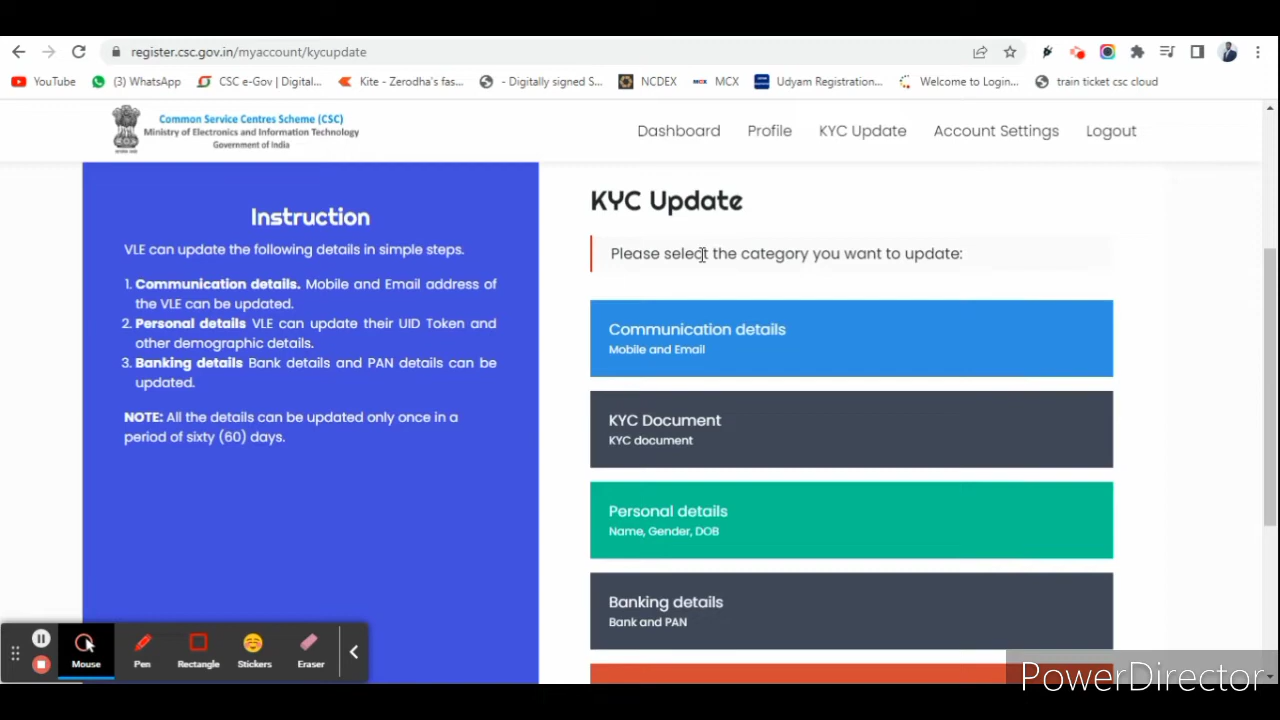 register.csc.gov.in/myaccount/kycupdate
YouTube
(3) WhatsApp
CSC e-Gov | Digital...
Kite - Zerodha's fas...
- Digitally signed S...
NCDEX
MCX
Udyam Registration...
Welcome to Login...
train ticket csc cloud
Common Service Centres Scheme (CSC)
Ministry of Electronics and Information Technology
Government of India
Dashboard
Profile
KYC Update
Account Settings
Logout
Instruction
VLE can update the following details in simple steps.
1. Communication details. Mobile and Email address of
the VLE can be updated.
2. Personal details VLE can update their UID Token and
other demographic details.
3. Banking details Bank details and PAN details can be
updated.
NOTE: All the details can be updated only once in a
period of sixty (60) days.
KYC Update
Please select the category you want to update:
Communication details
Mobile and Email
KYC Document
KYC document
Personal details
Name, Gender, DOB
Banking details
Bank and PAN
Mouse
Pen
Rectangle
Stickers
Eraser
PowerDirector